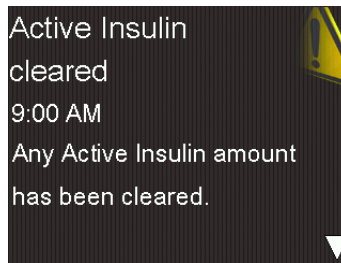 Active Insulin
cleared
9:00 AM
Any Active Insulin amount
has been cleared.